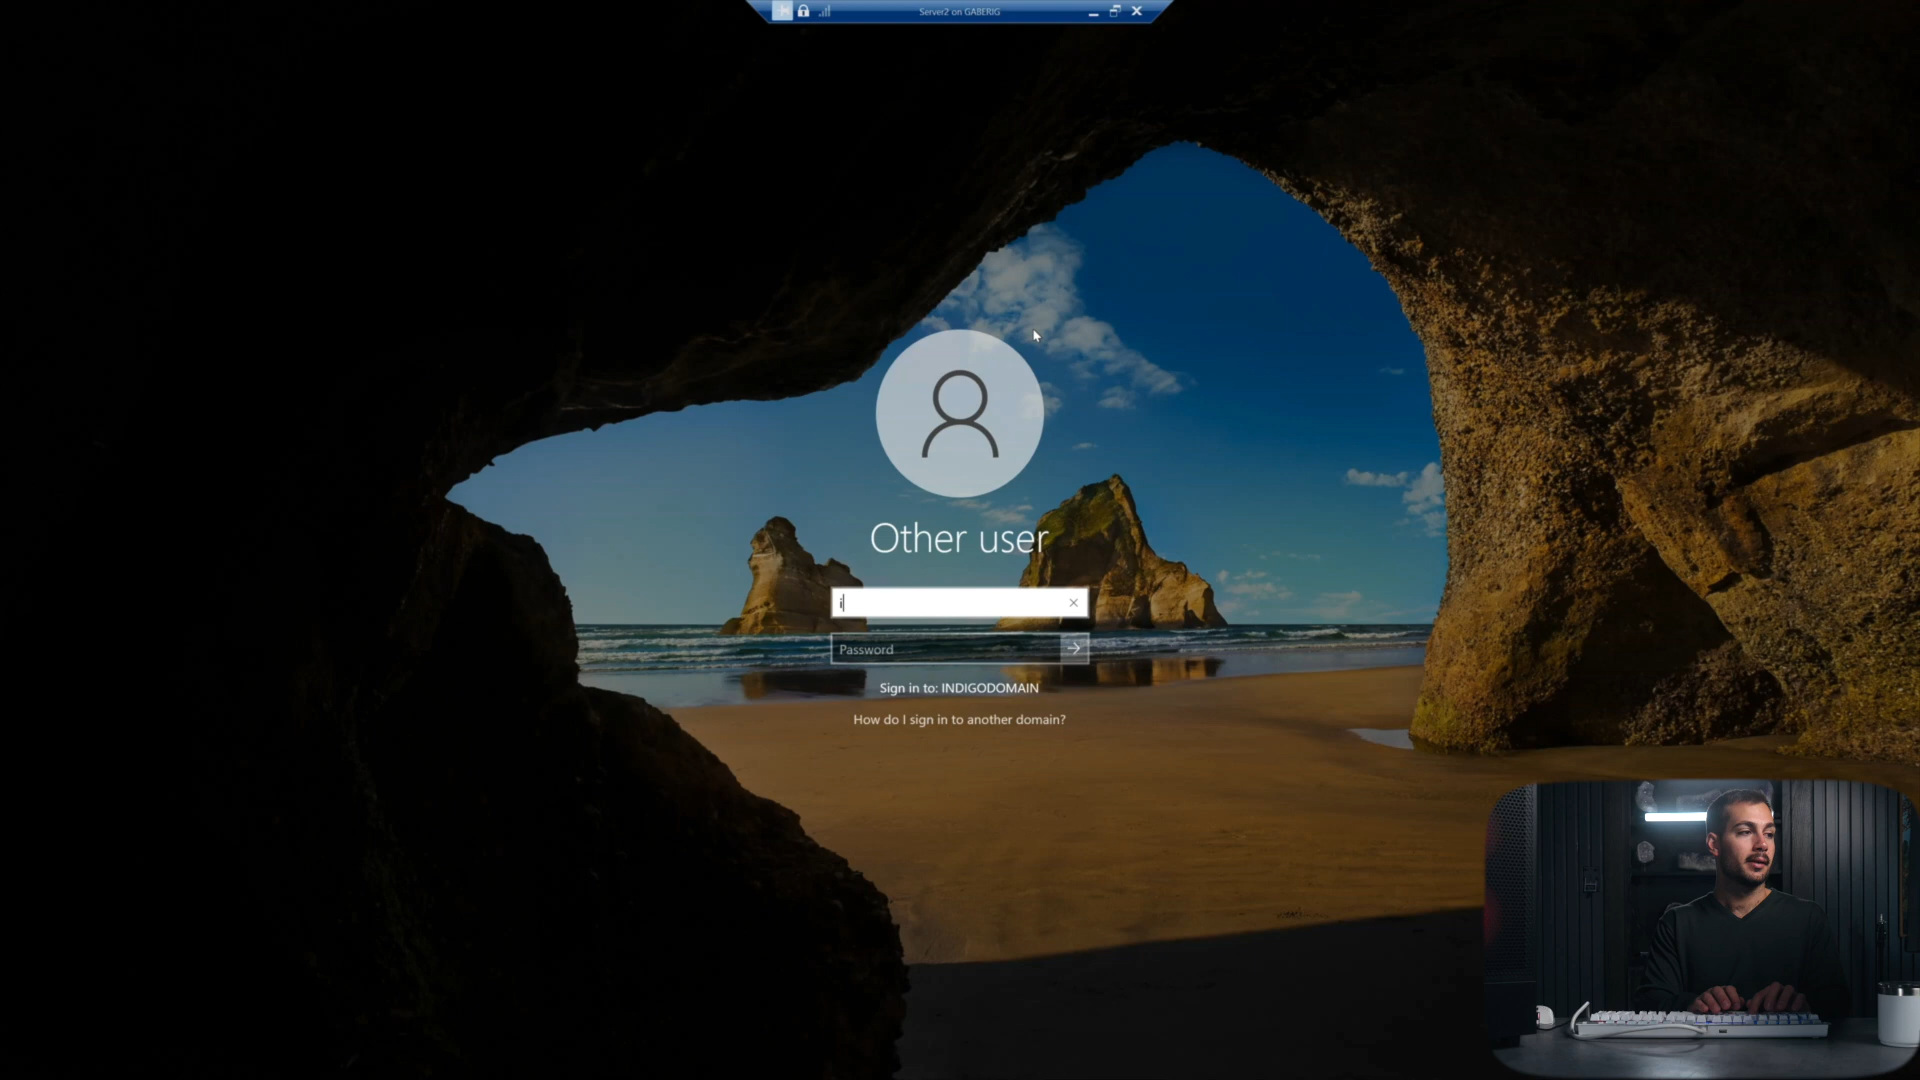 Server2 on GABERIG
Other user
i
Password
Sign in to: INDIGODOMAIN
How do I sign in to another domain?